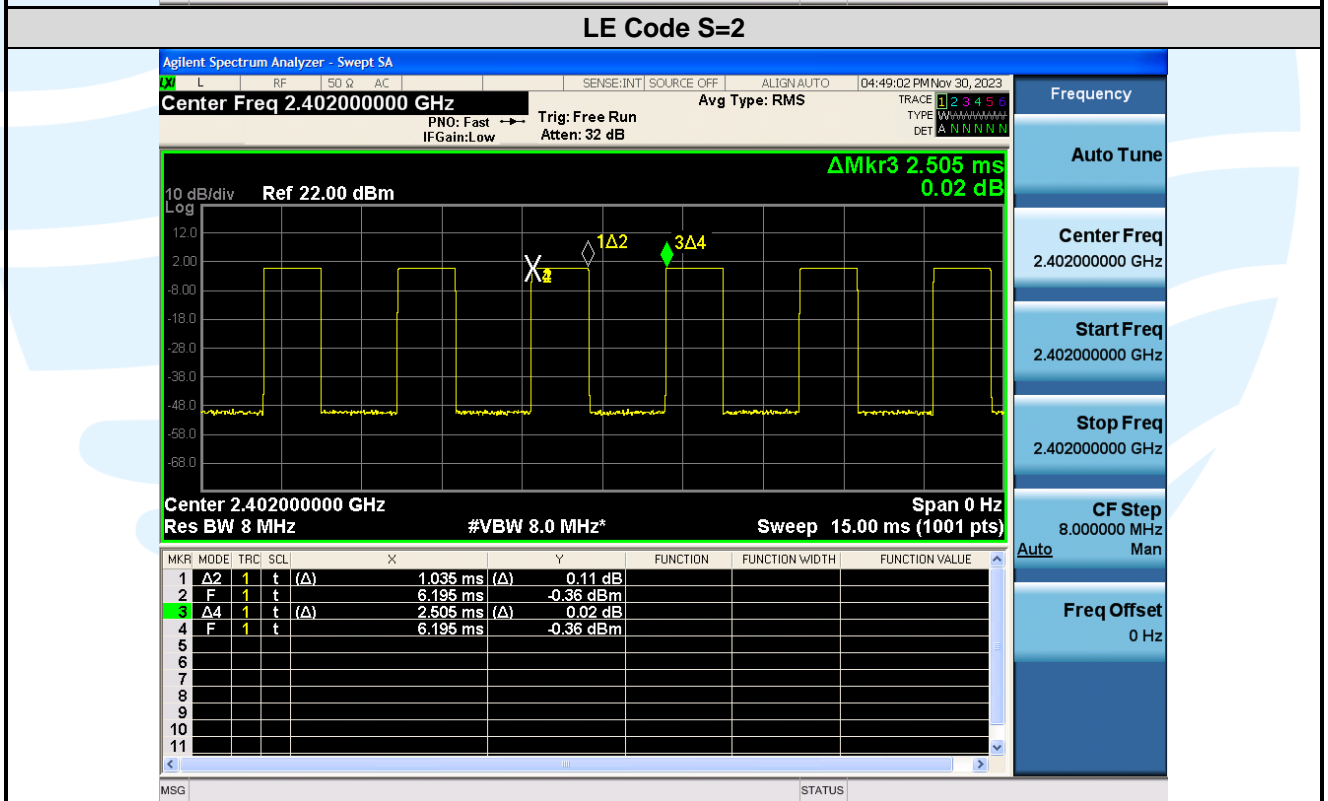 LE Code S=2
Agilent Spectrum Analyzer - Swept SA
LXI L RF 50 Ω AC SENSE:INT SOURCE OFF ALIGN AUTO 04:49:02 PM Nov 30, 2023
Center Freq 2.402000000 GHz Avg Type: RMS TRACE 1 2 3 4 5 6
PNO: Fast Trig: Free Run TYPE WWWWWW
IFGain:Low Atten: 32 dB DET A N N N N N
ΔMkr3 2.505 ms
0.02 dB
10 dB/div Ref 22.00 dBm
Log
12.0
2.00
-8.00
-18.0
-28.0
-38.0
-48.0
-58.0
-68.0
1Δ2
3Δ4
Center 2.402000000 GHz Span 0 Hz
Res BW 8 MHz #VBW 8.0 MHz* Sweep 15.00 ms (1001 pts)
MKR MODE TRC SCL X Y FUNCTION FUNCTION WIDTH FUNCTION VALUE
1 Δ2 1 t (Δ) 1.035 ms (Δ) 0.11 dB
2 F 1 t 6.195 ms -0.36 dBm
3 Δ4 1 t (Δ) 2.505 ms (Δ) 0.02 dB
4 F 1 t 6.195 ms -0.36 dBm
5
6
7
8
9
10
11
MSG STATUS
Frequency
Auto Tune
Center Freq
2.402000000 GHz
Start Freq
2.402000000 GHz
Stop Freq
2.402000000 GHz
CF Step
8.000000 MHz
Auto Man
Freq Offset
0 Hz